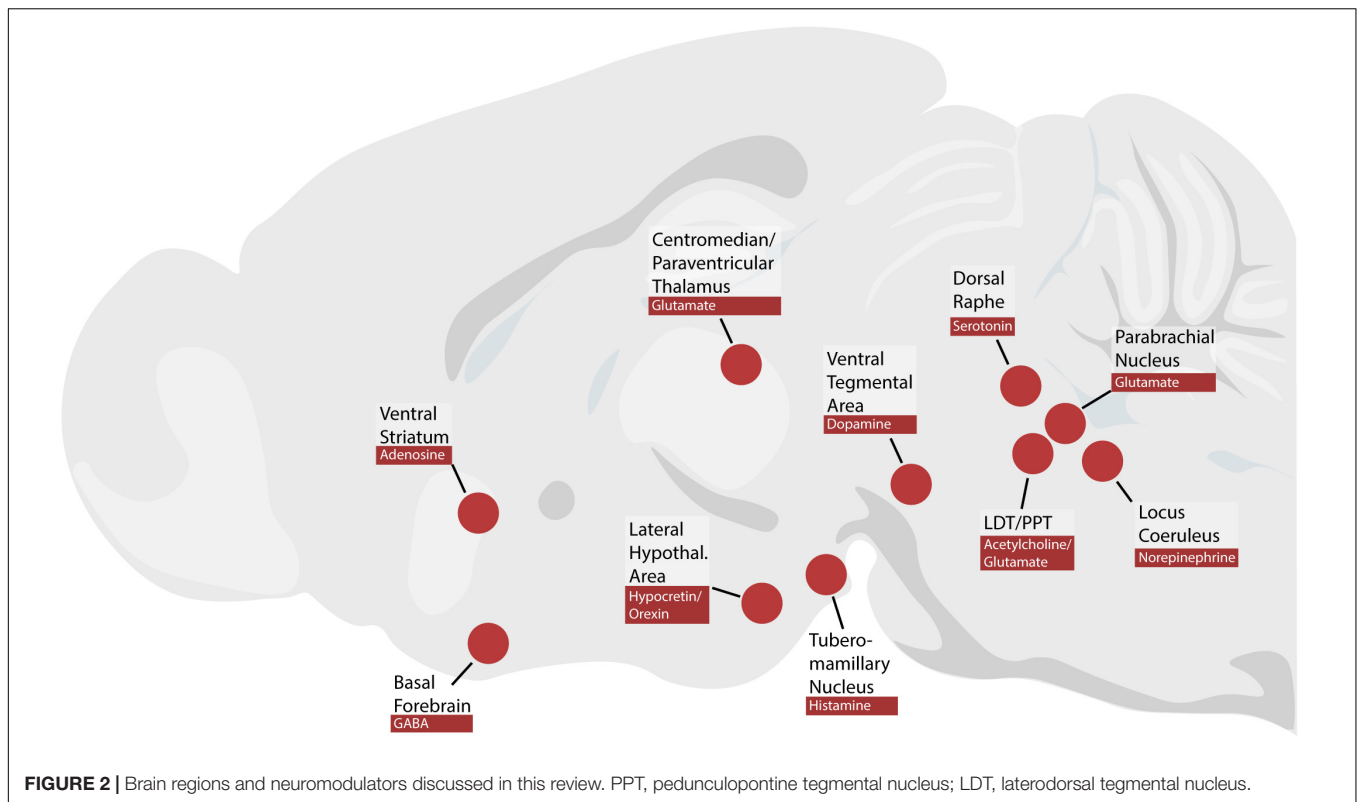 Centromedian/
Paraventricular
Thalamus
Glutamate
Dorsal
Raphe
Serotonin
Parabrachial
Nucleus
Glutamate
Ventral
Tegmental
Area
Dopamine
Ventral
Striatum
Adenosine
LDT/PPT
Acetylcholine/
Glutamate
Locus
Coeruleus
Norepinephrine
Lateral
Hypothal.
Area
Hypocretin/
Orexin
Tubero-
mamillary
Nucleus
Histamine
Basal
Forebrain
GABA
FIGURE 2 | Brain regions and neuromodulators discussed in this review. PPT, pedunculopontine tegmental nucleus; LDT, laterodorsal tegmental nucleus.